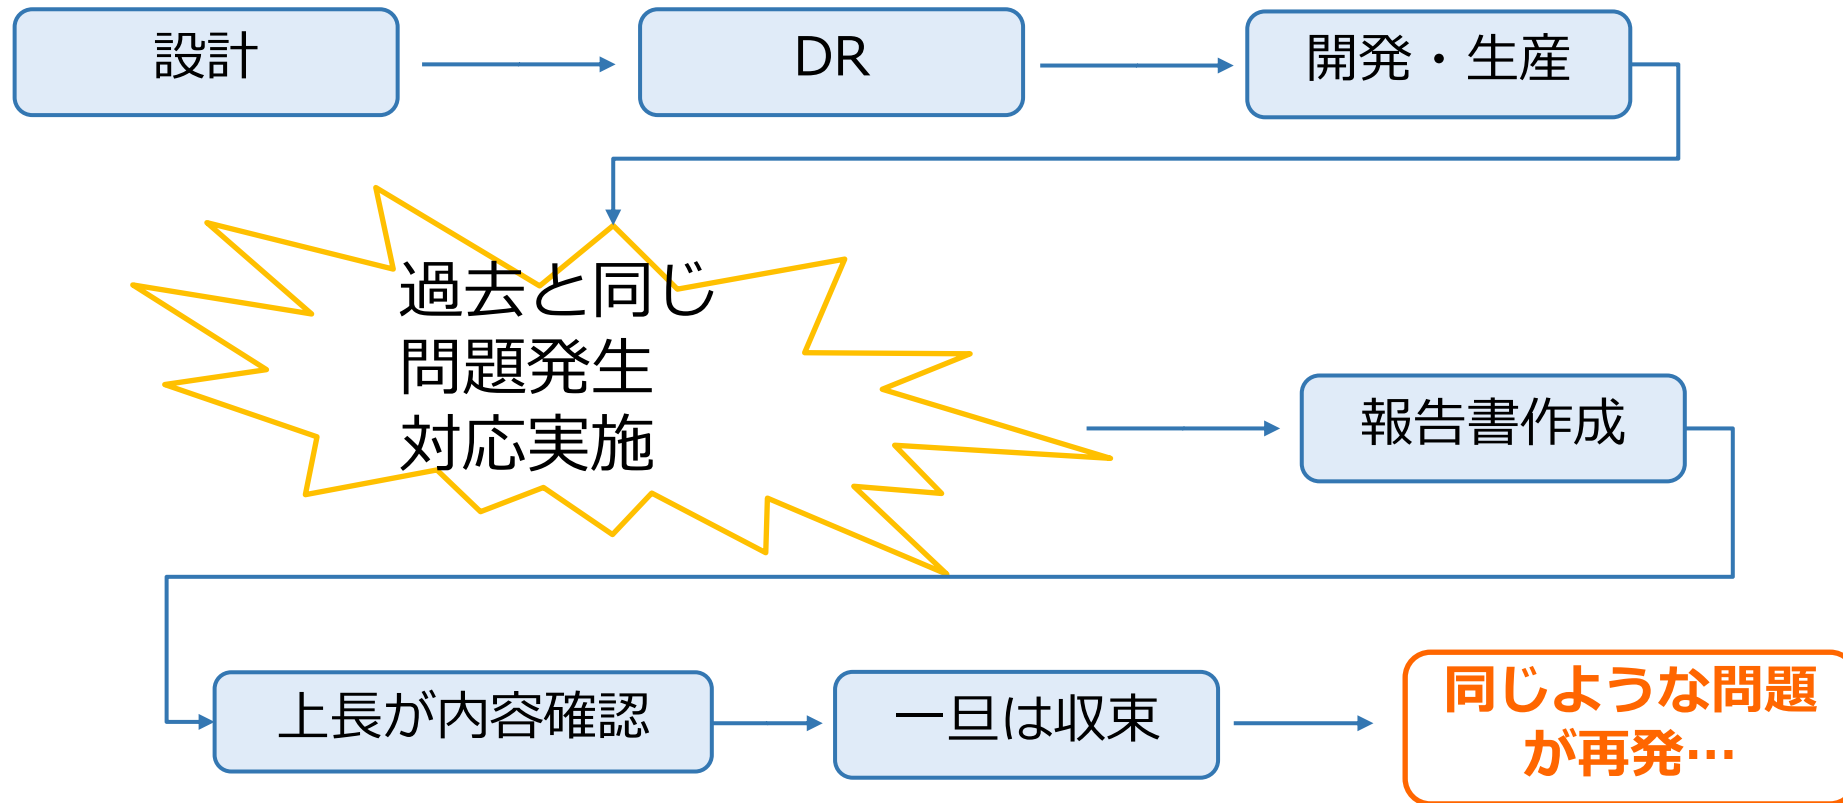 設計
DR
開発・生産
過去と同じ
問題発生
対応実施
報告書作成
上長が内容確認
一旦は収束
同じような問題
が再発…